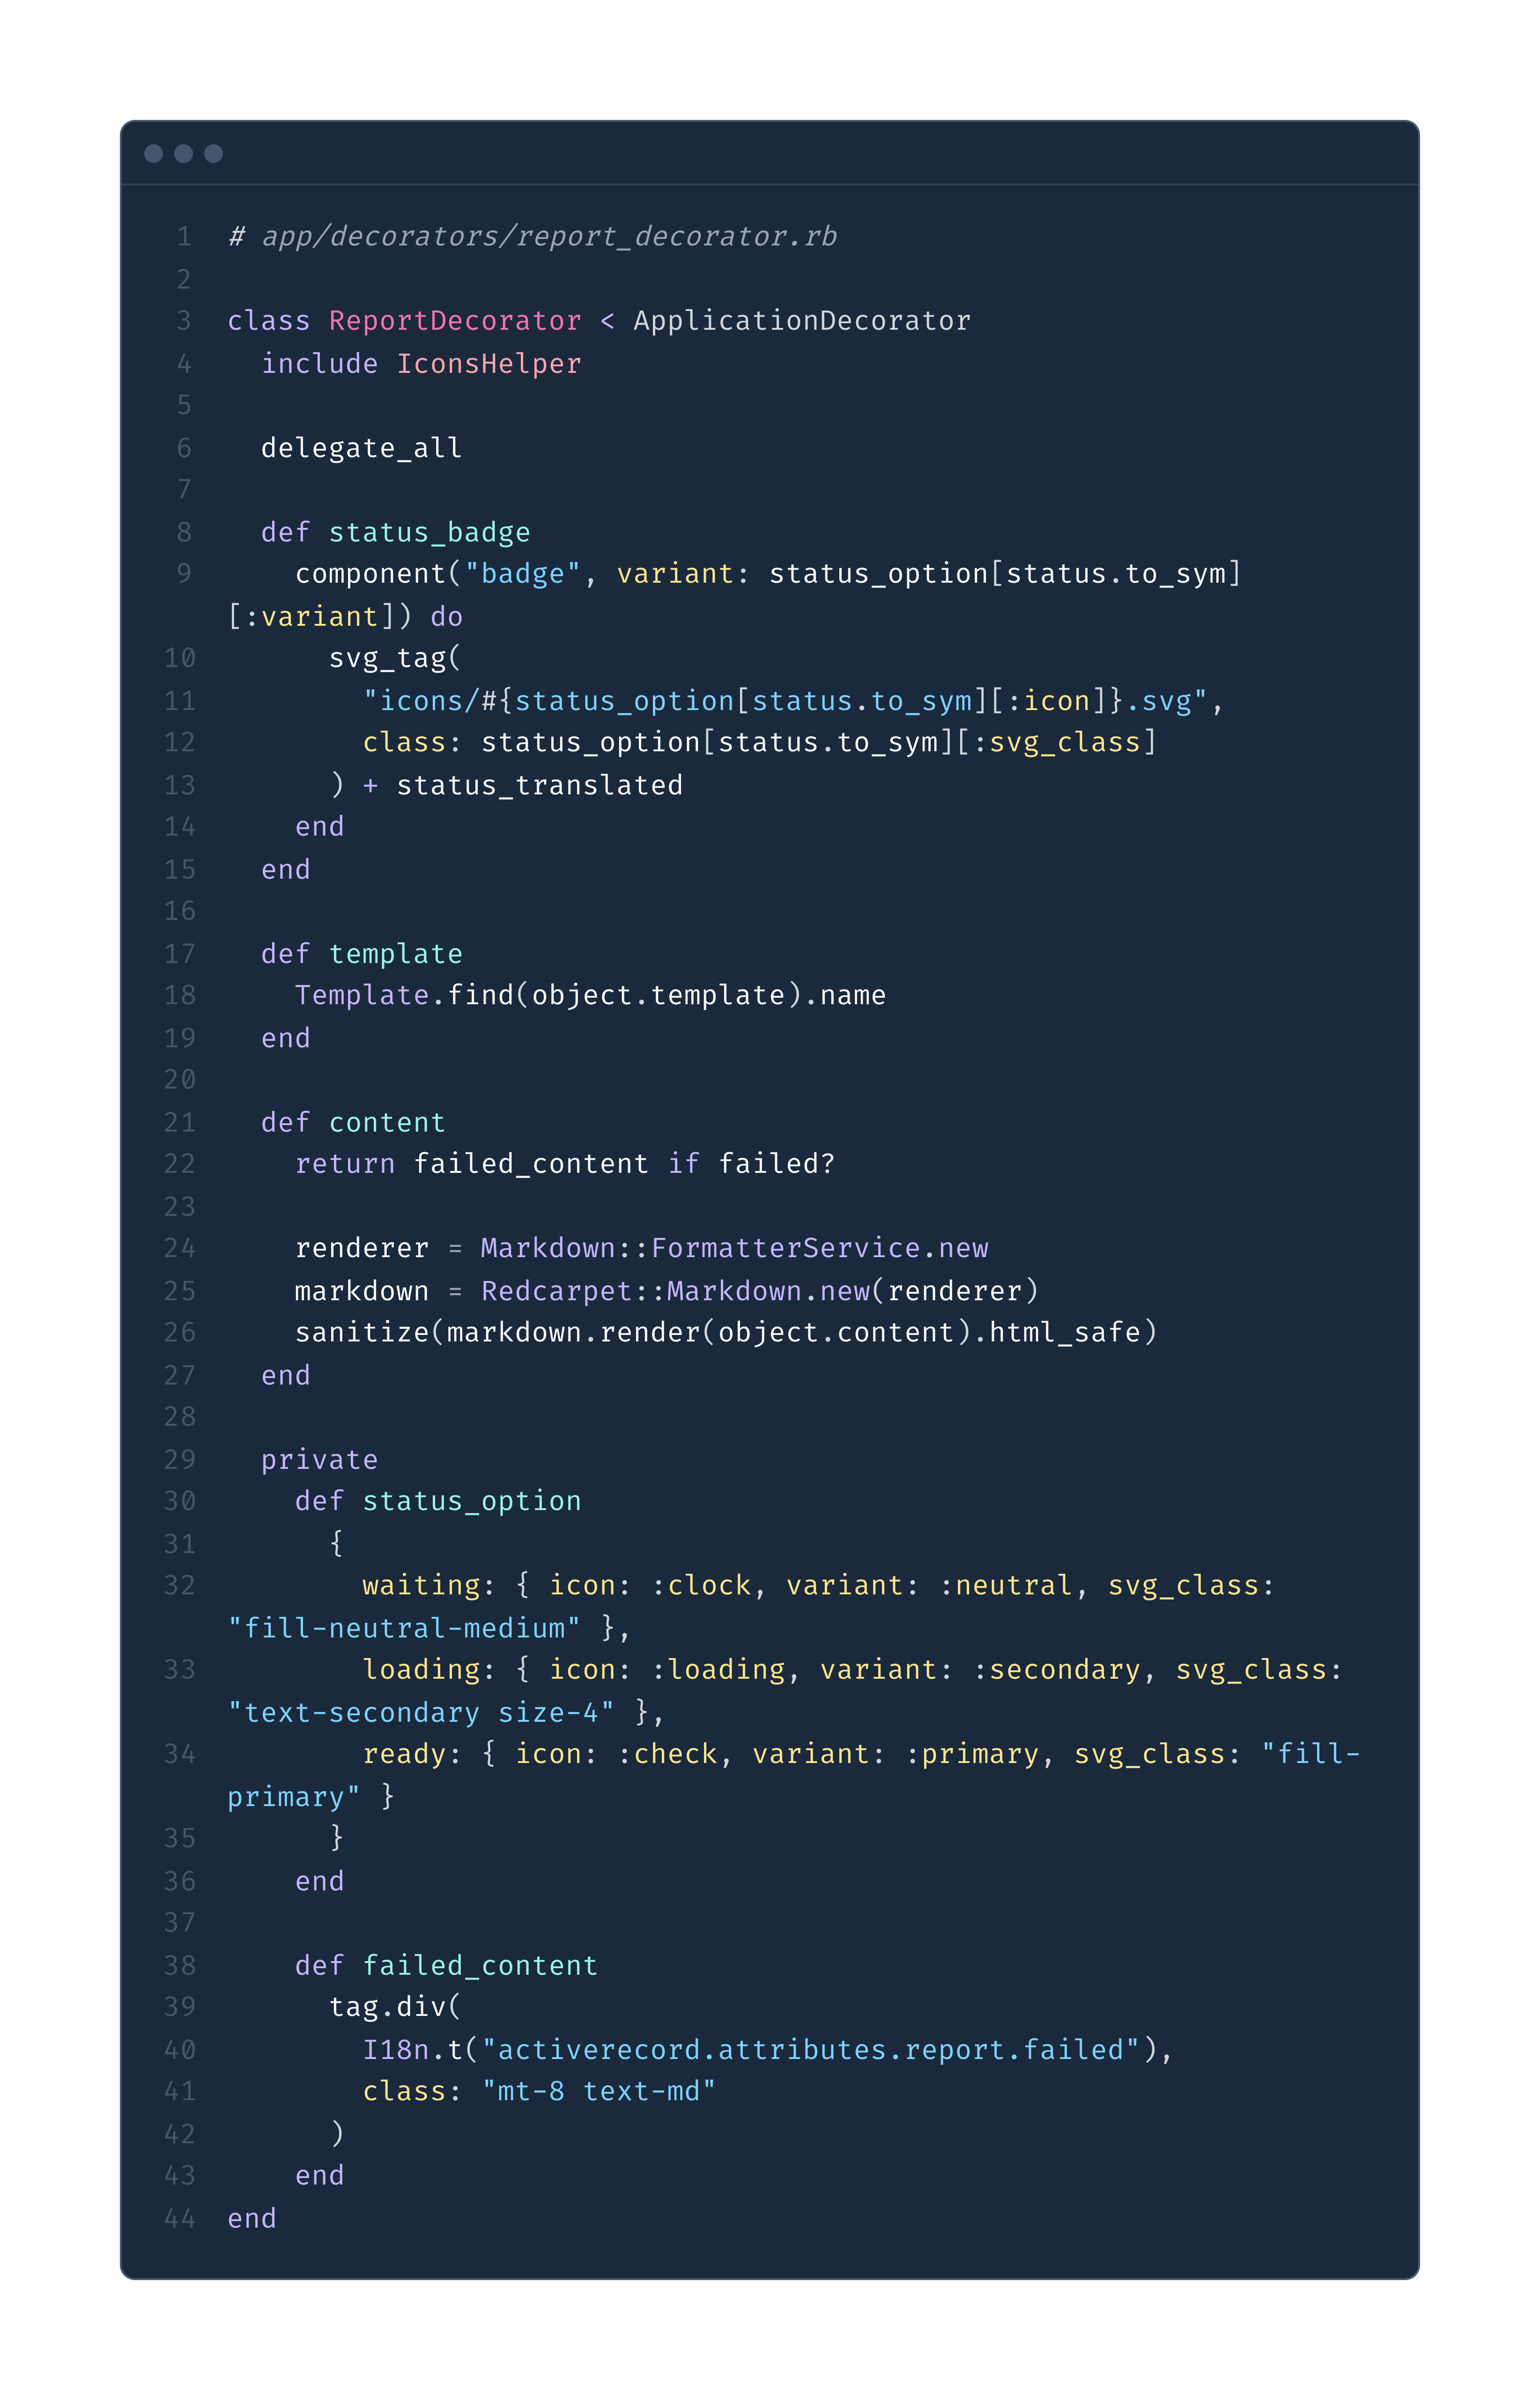 1 # app/decorators/report_decorator.rb
2
3 class ReportDecorator < ApplicationDecorator
4   include IconsHelper
5
6   delegate_all
7
8   def status_badge
9     component("badge", variant: status_option[status.to_sym]
[:variant]) do
10       svg_tag(
11         "icons/#{status_option[status.to_sym][:icon]}.svg",
12         class: status_option[status.to_sym][:svg_class]
13       ) + status_translated
14     end
15   end
16
17   def template
18     Template.find(object.template).name
19   end
20
21   def content
22     return failed_content if failed?
23
24     renderer = Markdown::FormatterService.new
25     markdown = Redcarpet::Markdown.new(renderer)
26     sanitize(markdown.render(object.content).html_safe)
27   end
28
29   private
30     def status_option
31       {
32         waiting: { icon: :clock, variant: :neutral, svg_class:
"fill-neutral-medium" },
33         loading: { icon: :loading, variant: :secondary, svg_class:
"text-secondary size-4" },
34         ready: { icon: :check, variant: :primary, svg_class: "fill-
primary" }
35       }
36     end
37
38     def failed_content
39       tag.div(
40         I18n.t("activerecord.attributes.report.failed"),
41         class: "mt-8 text-md"
42       )
43     end
44 end